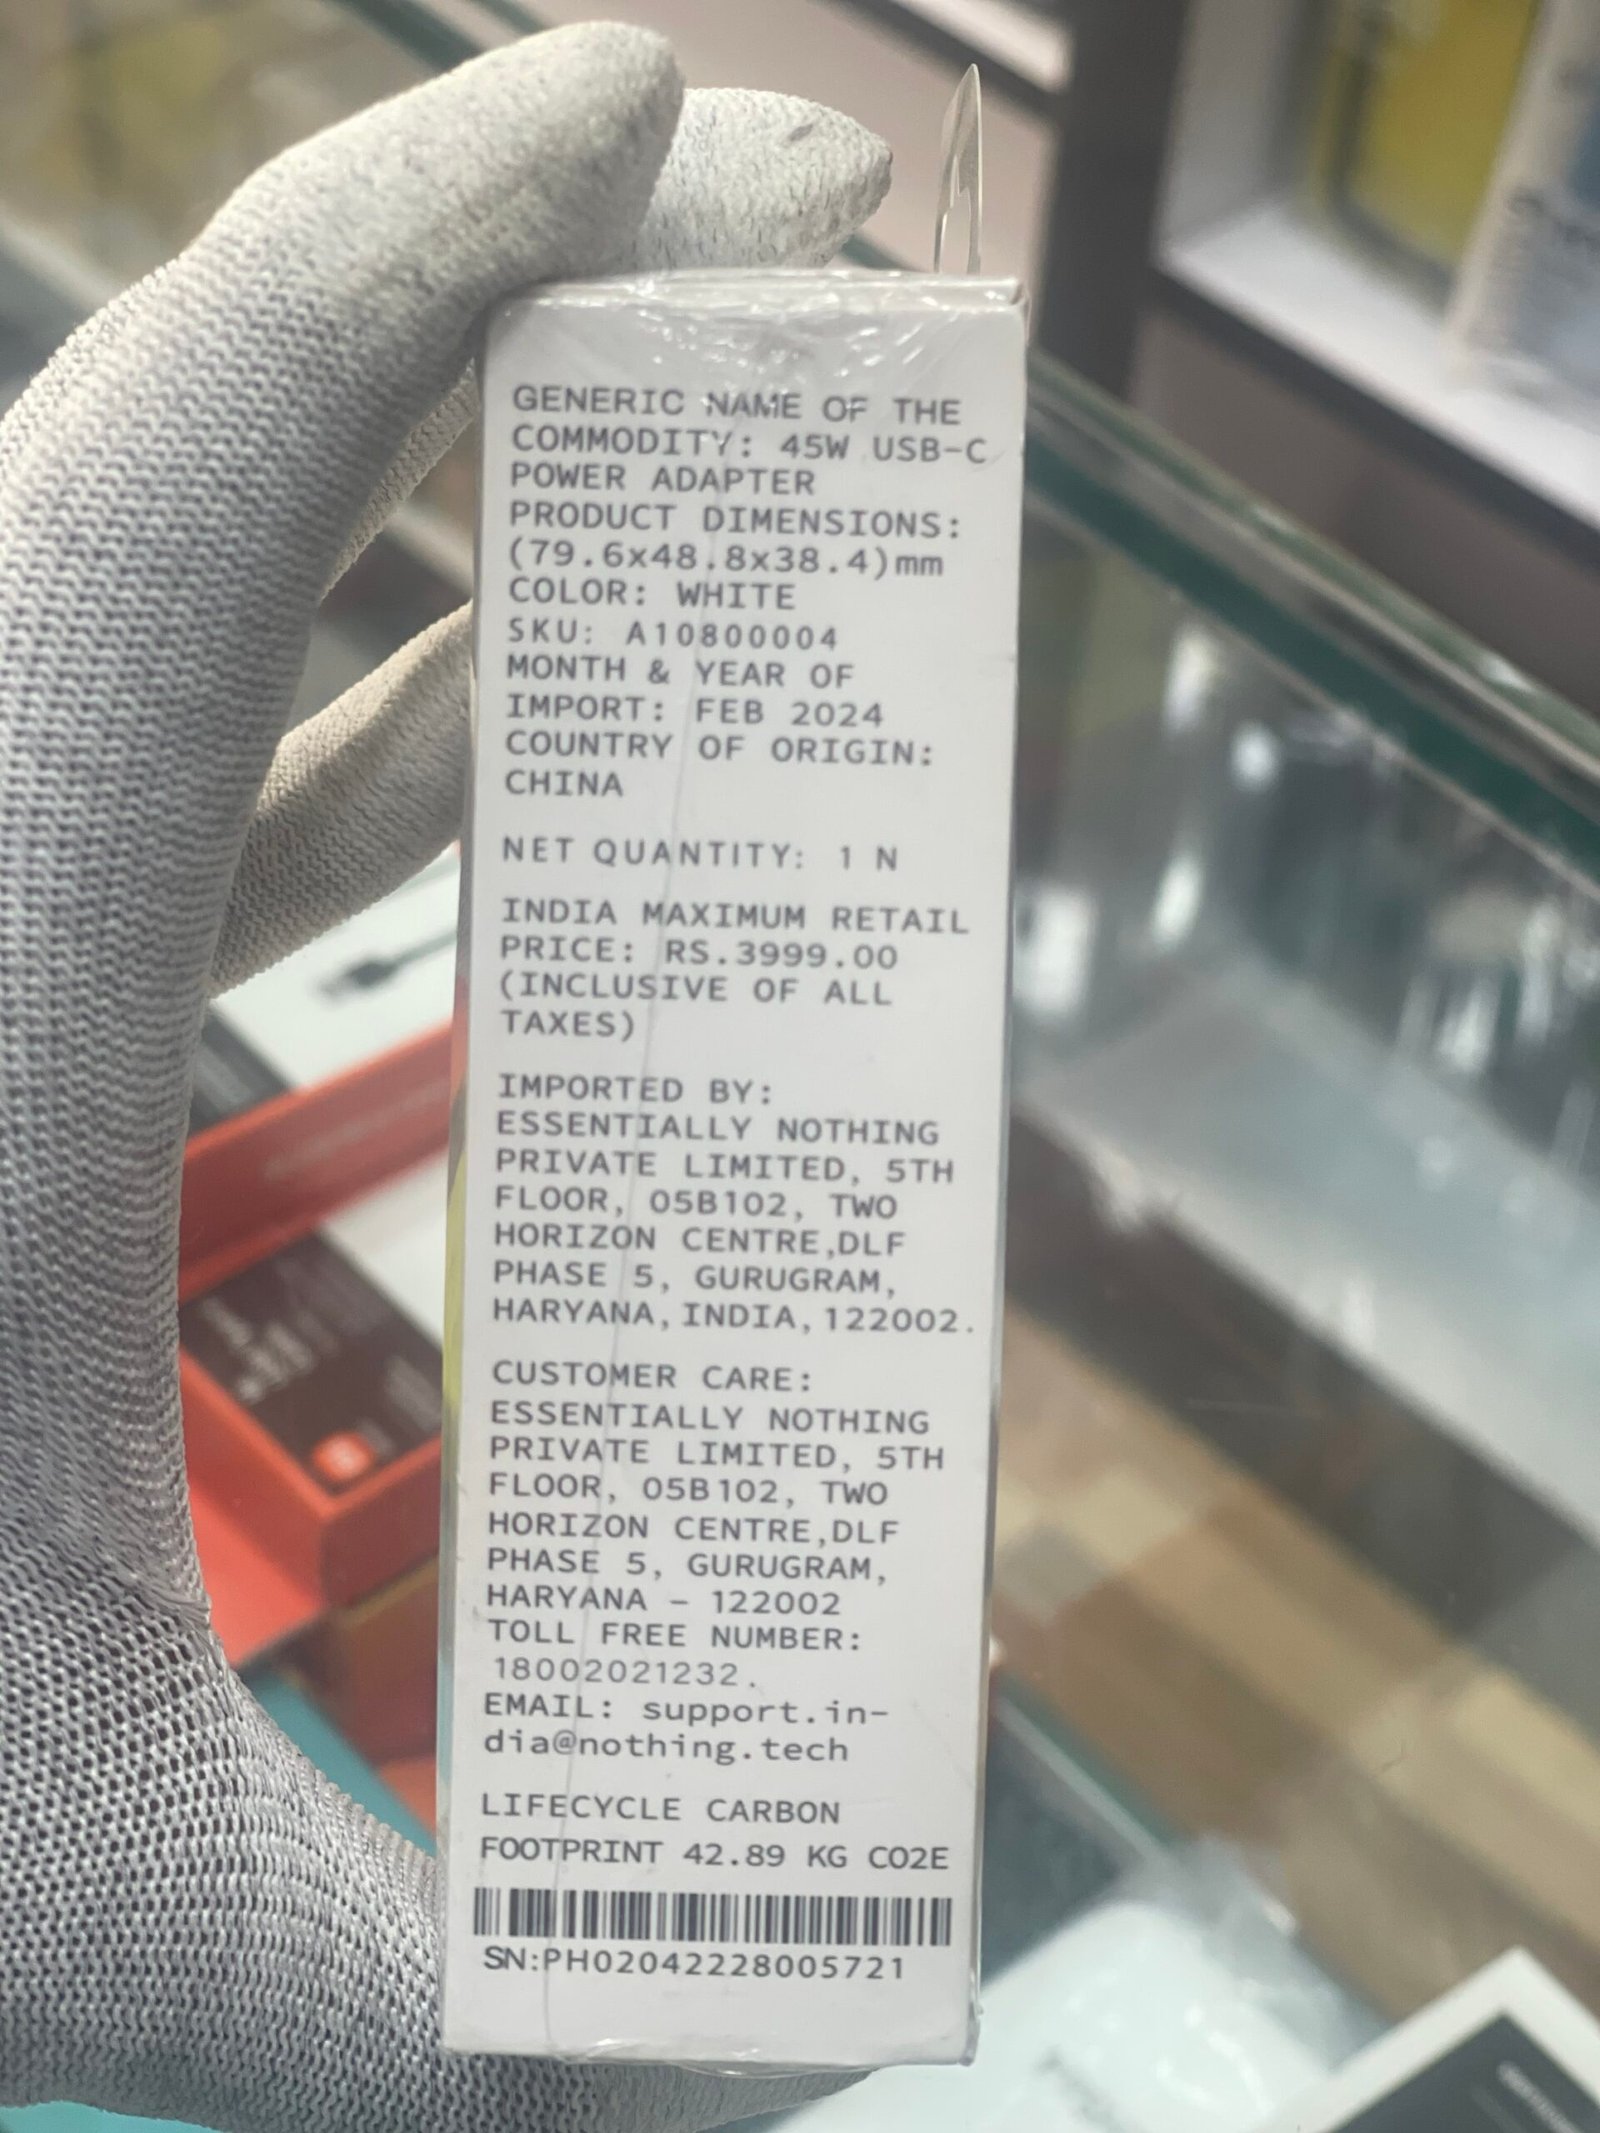 GENERIC NAME OF THE
COMMODITY: 45W USB-C
POWER ADAPTER
PRODUCT DIMENSIONS:
(79.6x48.8x38.4)mm
COLOR: WHITE
SKU: A10800004
MONTH & YEAR OF
IMPORT: FEB 2024
COUNTRY OF ORIGIN:
CHINA
NET QUANTITY: 1 N
INDIA MAXIMUM RETAIL
PRICE: RS.3999.00
(INCLUSIVE OF ALL
TAXES)
IMPORTED BY:
ESSENTIALLY NOTHING
PRIVATE LIMITED, 5TH
FLOOR, 05B102, TWO
HORIZON CENTRE,DLF
PHASE 5, GURUGRAM,
HARYANA,INDIA,122002.
CUSTOMER CARE:
ESSENTIALLY NOTHING
PRIVATE LIMITED, 5TH
FLOOR, 05B102, TWO
HORIZON CENTRE,DLF
PHASE 5, GURUGRAM,
HARYANA - 122002
TOLL FREE NUMBER:
18002021232.
EMAIL: support.in-
dia@nothing.tech
LIFECYCLE CARBON
FOOTPRINT 42.89 KG CO2E
SN:PH02042228005721